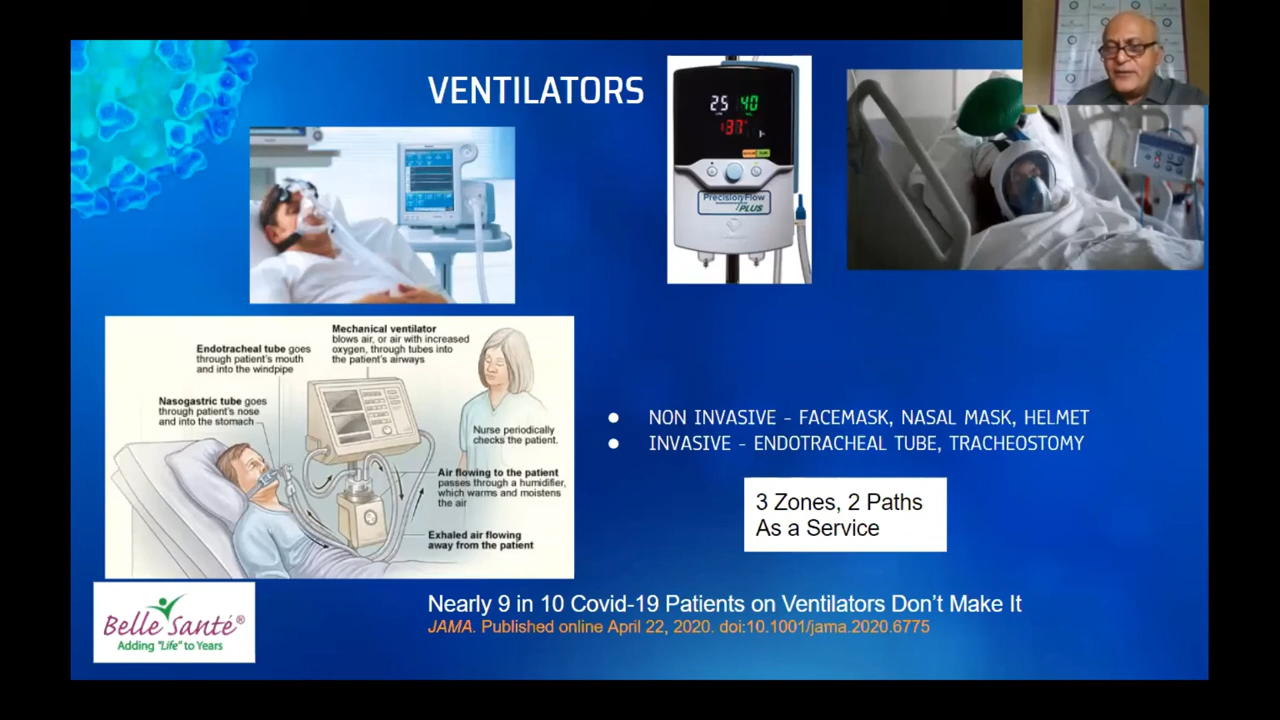 VENTILATORS
25 40
37°
PrecisionFlow
PLUS
Mechanical ventilator
blows air, or air with increased
oxygen, through tubes into
the patient's airways
Endotracheal tube goes
through patient's mouth
and into the windpipe
Nasogastric tube goes
through patient's nose
and into the stomach
Nurse periodically
checks the patient.
Air flowing to the patient
passes through a humidifier,
which warms and moistens
the air
Exhaled air flowing
away from the patient
● NON INVASIVE - FACEMASK, NASAL MASK, HELMET
● INVASIVE - ENDOTRACHEAL TUBE, TRACHEOSTOMY
3 Zones, 2 Paths
As a Service
Nearly 9 in 10 Covid-19 Patients on Ventilators Don't Make It
JAMA. Published online April 22, 2020. doi:10.1001/jama.2020.6775
Belle Santé®
Adding "Life" to Years